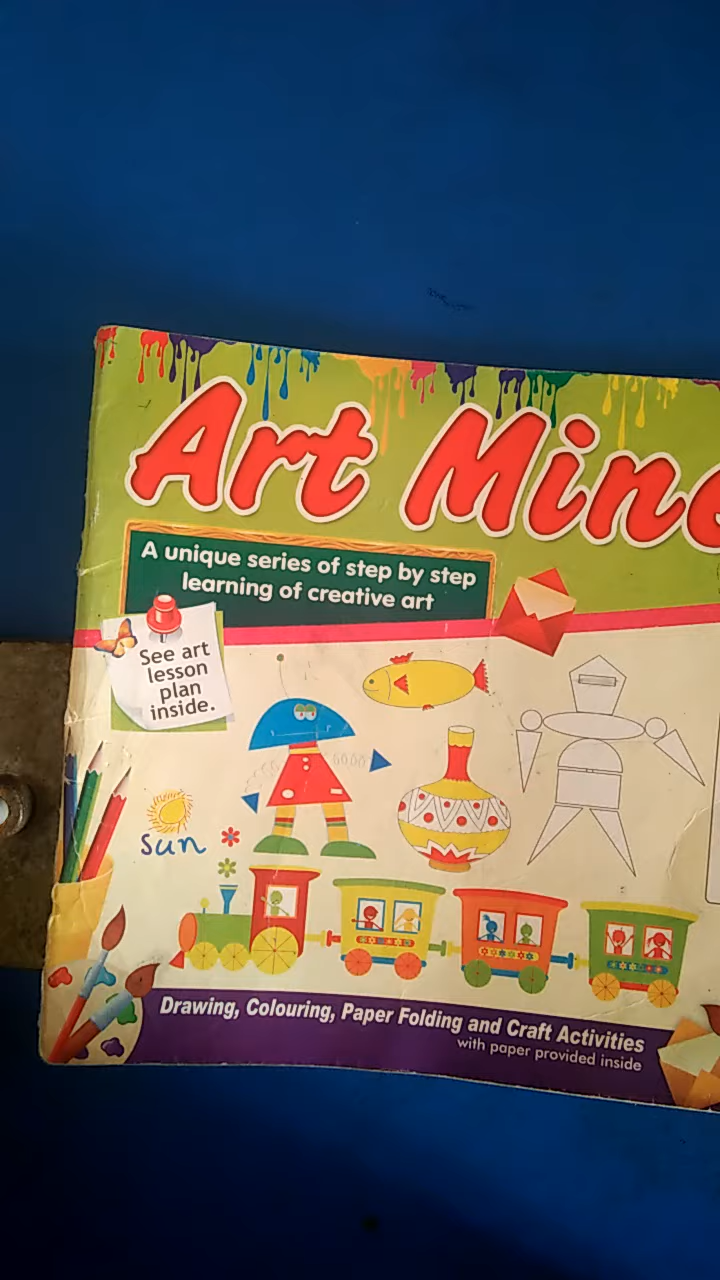 Art Mine
A unique series of step by step
learning of creative art
See art
lesson
plan
inside.
sun
Drawing, Colouring, Paper Folding and Craft Activities
with paper provided inside